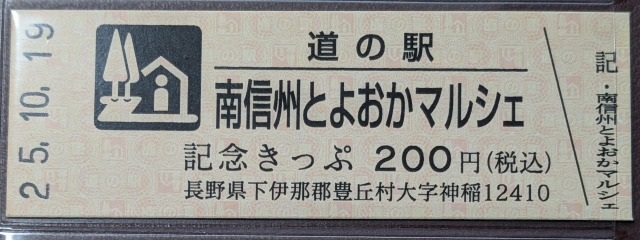 25.10.19
道の駅
南信州とよおかマルシェ
記念きっぷ 200円(税込)
長野県下伊那郡豊丘村大字神稲12410
記・南信州とよおかマルシェ